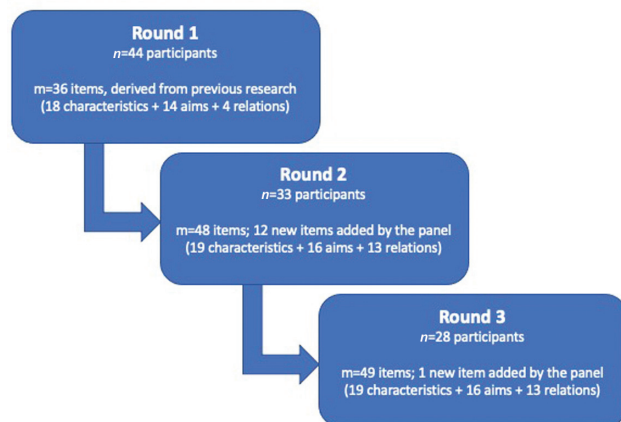 Round 1
n=44 participants
m=36 items, derived from previous research
(18 characteristics + 14 aims + 4 relations)
Round 2
n=33 participants
m=48 items; 12 new items added by the panel
(19 characteristics + 16 aims + 13 relations)
Round 3
n=28 participants
m=49 items; 1 new item added by the panel
(19 characteristics + 16 aims + 13 relations)